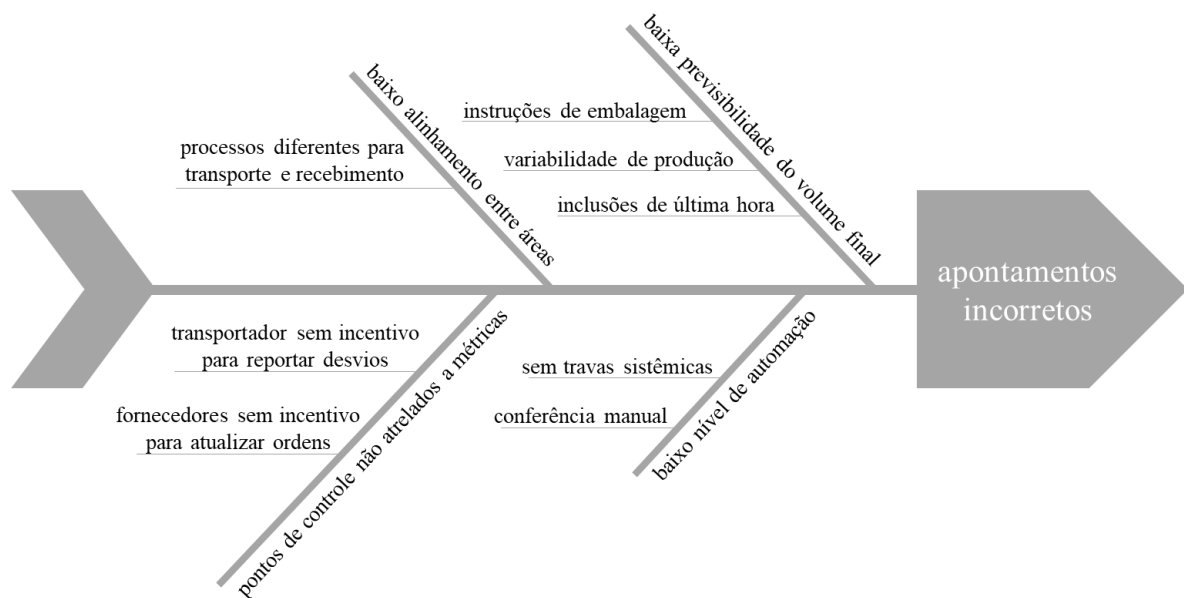 baixo alinhamento entre áreas
processos diferentes para
transporte e recebimento
baixa previsibilidade do volume final
instruções de embalagem
variabilidade de produção
inclusões de última hora
pontos de controle não atrelados a métricas
transportador sem incentivo
para reportar desvios
fornecedores sem incentivo
para atualizar ordens
baixo nível de automação
sem travas sistêmicas
conferência manual
apontamentos
incorretos